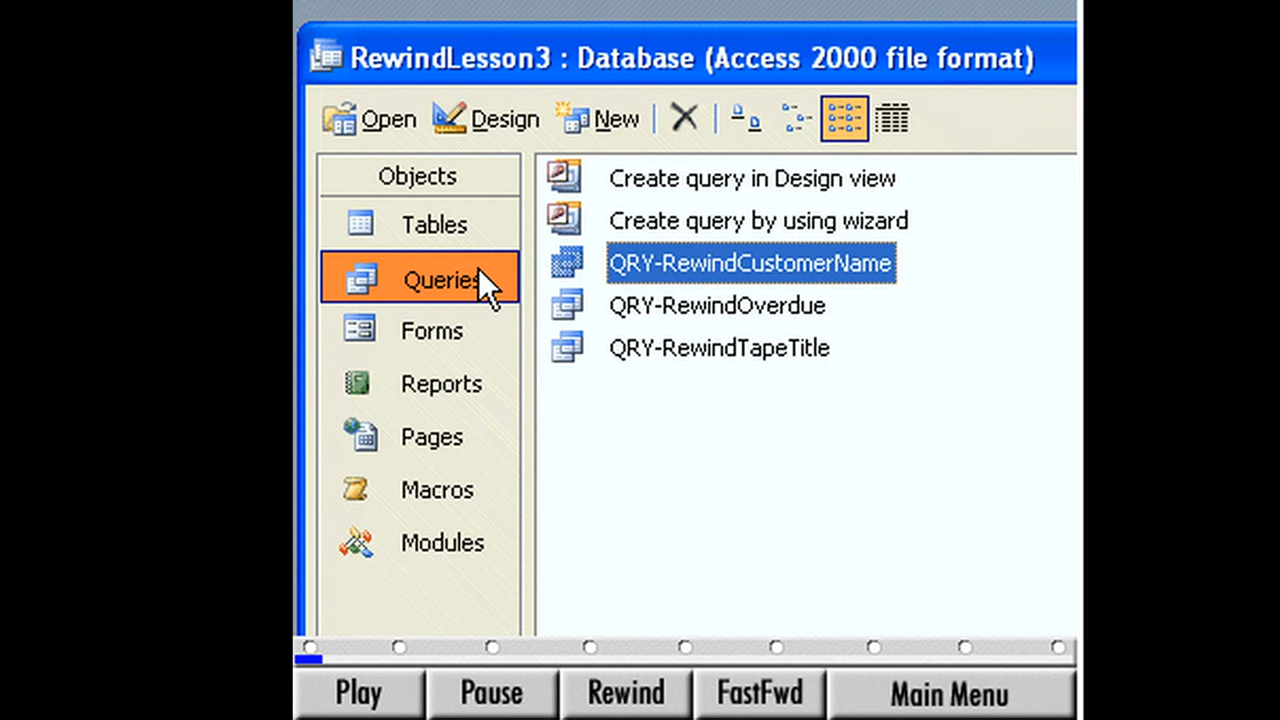 RewindLesson3 : Database (Access 2000 file format)
Open Design New
Objects
Tables
Queries
Forms
Reports
Pages
Macros
Modules
Create query in Design view
Create query by using wizard
QRY-RewindCustomerName
QRY-RewindOverdue
QRY-RewindTapeTitle
Play Pause Rewind FastFwd Main Menu